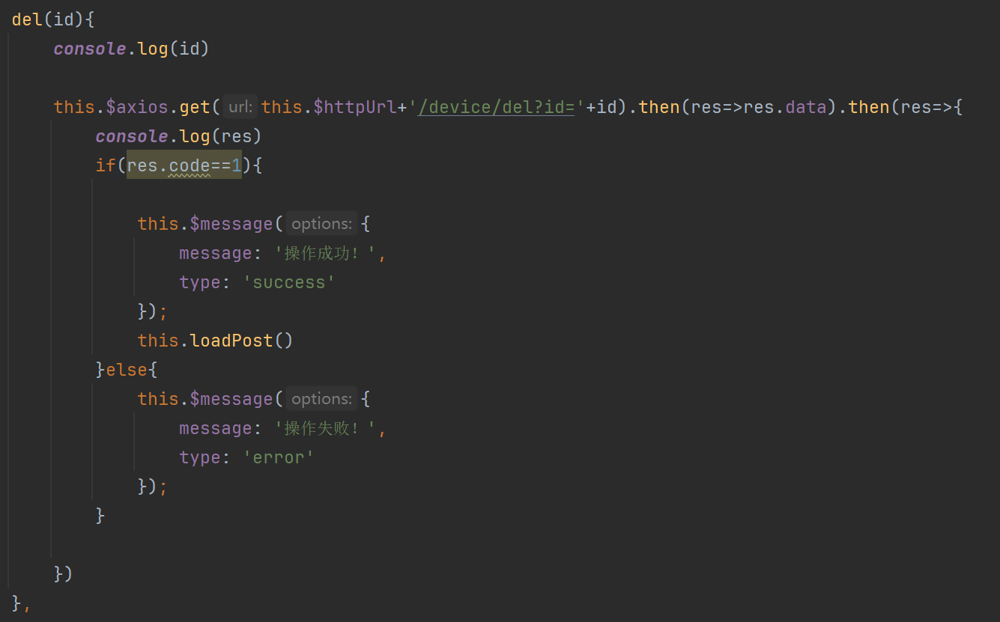 del(id){
console.log(id)
this.$axios.get( url: this.$httpUrl+'/device/del?id='+id).then(res=>res.data).then(res=>{
console.log(res)
if(res.code==1){
this.$message( options: {
message: '操作成功！',
type: 'success'
});
this.loadPost()
}else{
this.$message( options: {
message: '操作失败！',
type: 'error'
});
}
})
},